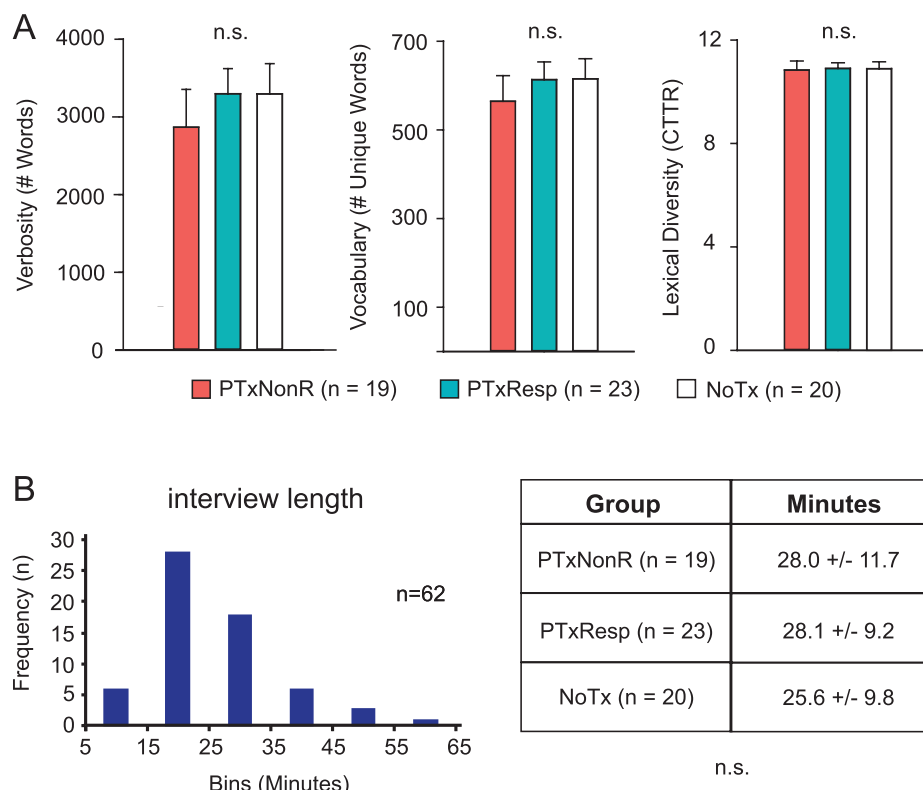 A
n.s.
n.s.
n.s.
Verbosity (# Words)
4000
3000
2000
1000
0
Vocabulary (# Unique Words)
700
500
300
100
Lexical Diversity (CTTR)
12
8
4
0
PTxNonR (n = 19)
PTxResp (n = 23)
NoTx (n = 20)
B
interview length
Frequency (n)
30
25
20
15
10
5
0
n=62
5 15 25 35 45 55 65
Bins (Minutes)
Group Minutes
PTxNonR (n = 19) 28.0 +/- 11.7
PTxResp (n = 23) 28.1 +/- 9.2
NoTx (n = 20) 25.6 +/- 9.8
n.s.